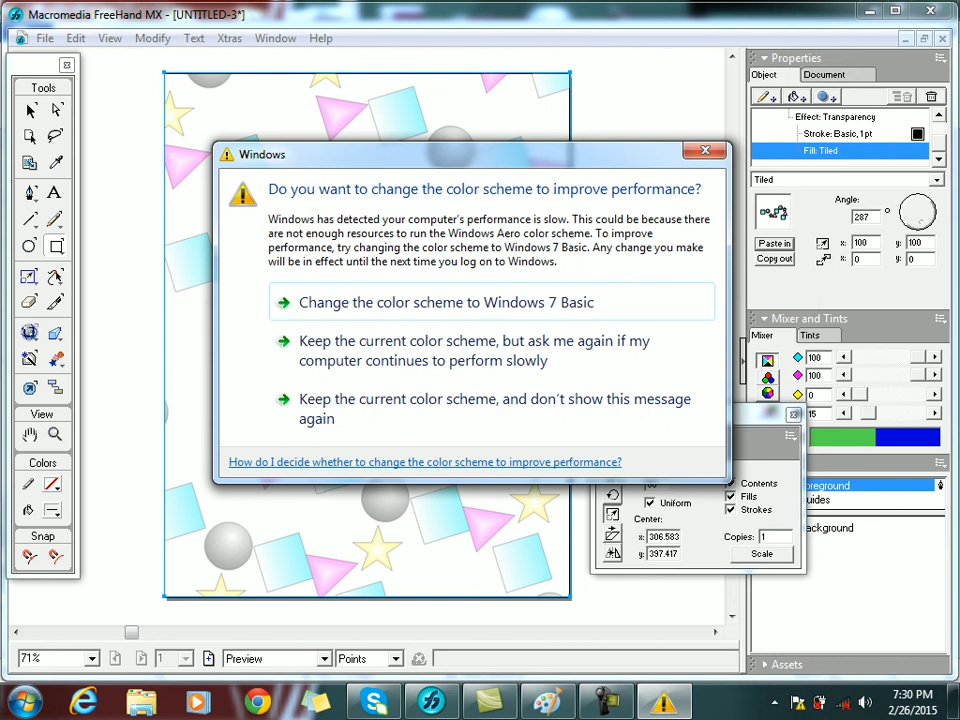 Macromedia FreeHand MX - [UNTITLED-3*]
File Edit View Modify Text Xtras Window Help
Tools
View
Colors
Snap
Windows
Do you want to change the color scheme to improve performance?
Windows has detected your computer's performance is slow. This could be because there
are not enough resources to run the Windows Aero color scheme. To improve
performance, try changing the color scheme to Windows 7 Basic. Any change you make
will be in effect until the next time you log on to Windows.
Change the color scheme to Windows 7 Basic
Keep the current color scheme, but ask me again if my
computer continues to perform slowly
Keep the current color scheme, and don't show this message
again
How do I decide whether to change the color scheme to improve performance?
Properties
Object Document
Effect: Transparency
Stroke: Basic, 1pt
Fill: Tiled
Tiled
Angle:
287 °
Paste in x: 100 y: 100
Copy out x: 0 y: 0
Mixer and Tints
Mixer Tints
100
100
0
15
Contents
Uniform Fills
Strokes
Center:
x: 306.583 Copies: 1
y: 397.417 Scale
oreground
uides
ackground
Assets
71% 1 Preview Points
7:30 PM
2/26/2015